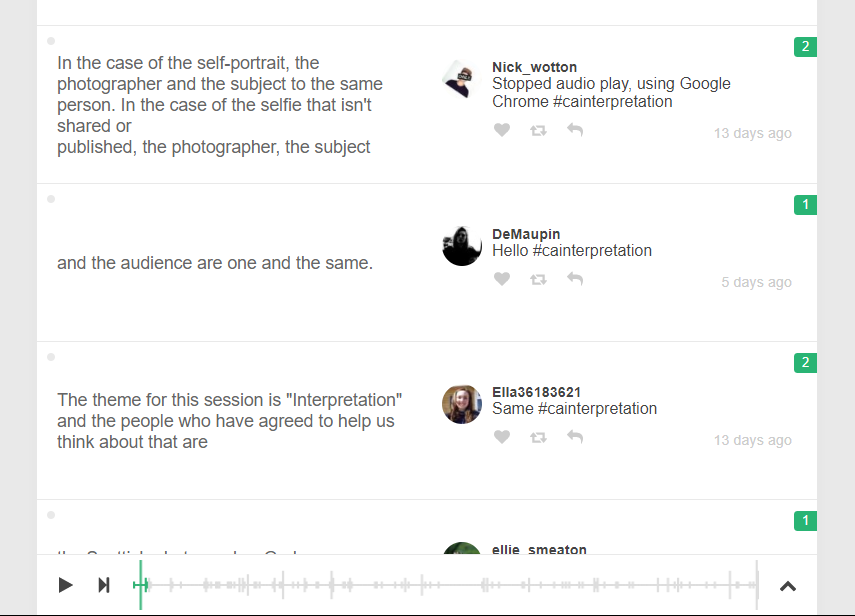 2
In the case of the self-portrait, the
photographer and the subject to the same
person. In the case of the selfie that isn't
shared or
published, the photographer, the subject
Nick_wotton
Stopped audio play, using Google
Chrome #cainterpretation
13 days ago
1
and the audience are one and the same.
DeMaupin
Hello #cainterpretation
5 days ago
2
The theme for this session is "Interpretation"
and the people who have agreed to help us
think about that are
Ella36183621
Same #cainterpretation
13 days ago
1
ellie_smeaton